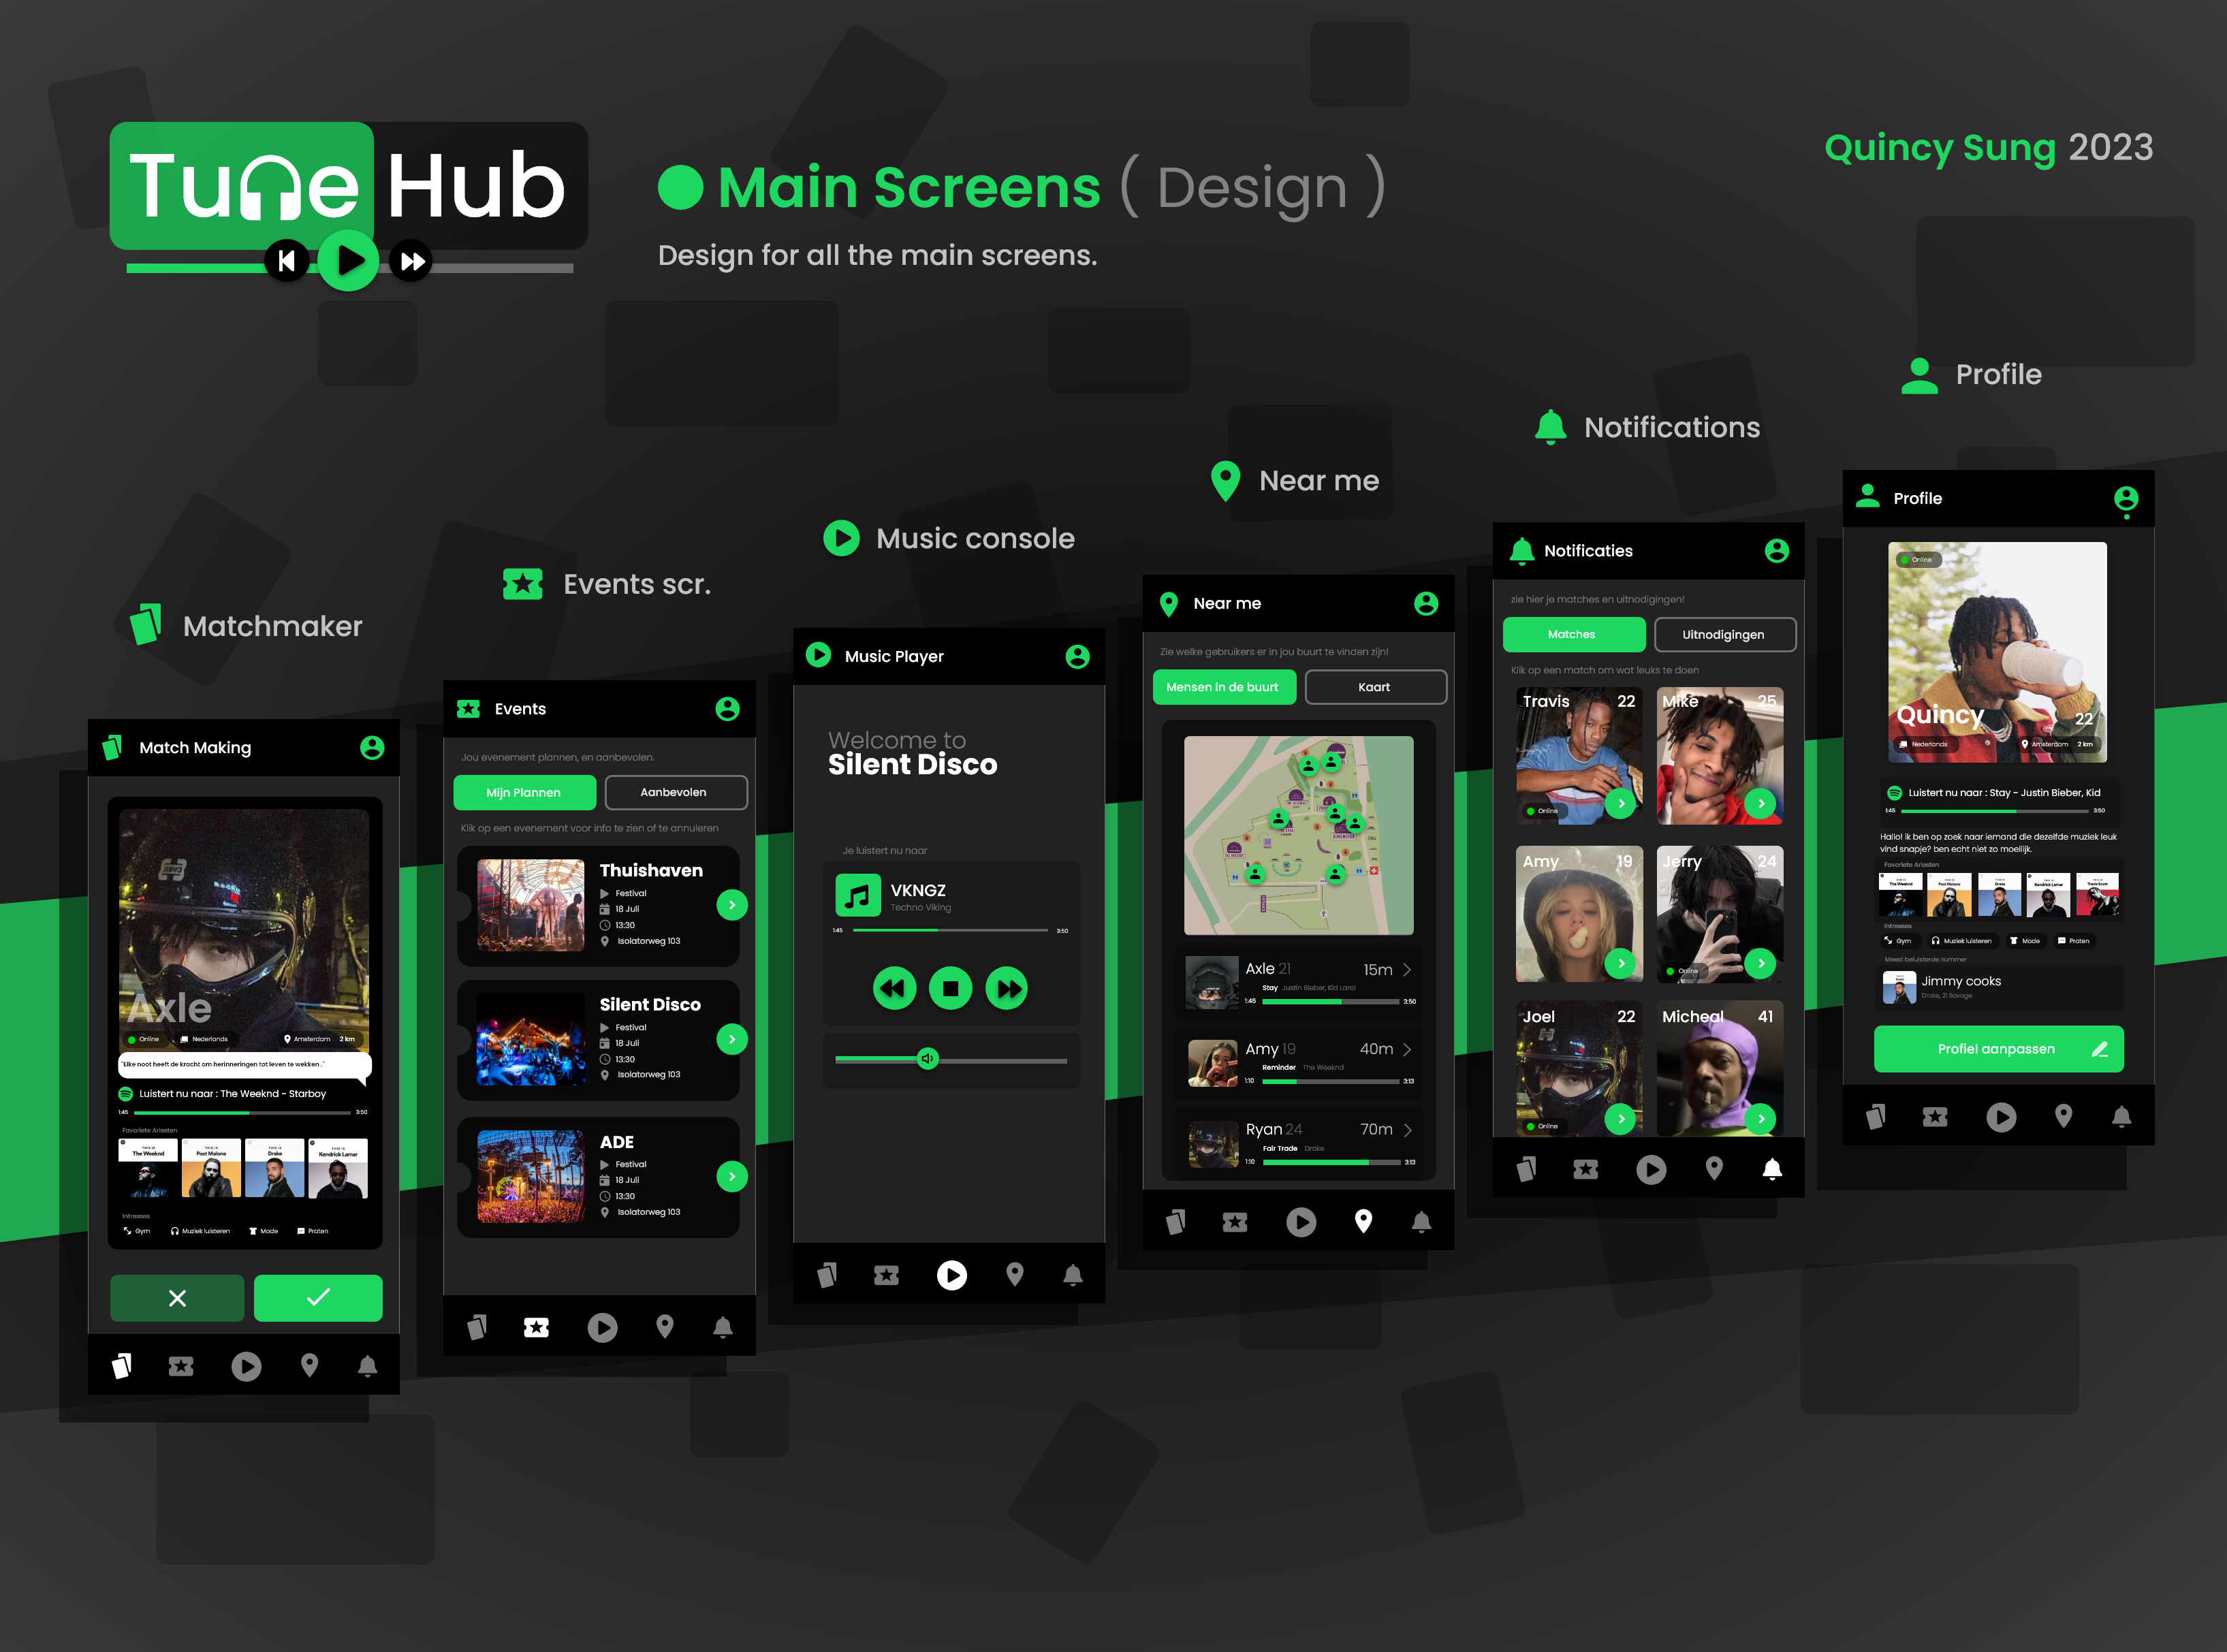 Tune Hub
Main Screens ( Design )
Design for all the main screens.
Quincy Sung 2023
Matchmaker
Events scr.
Music console
Near me
Notifications
Profile
Match Making
Axle
Online
Nederlands
Amsterdam 2 km
"Elke noot heeft de kracht om herinneringen tot leven te wekken."
Luistert nu naar : The Weeknd - Starboy
1:45
3:50
Favoriete Artiesten
THIS IS
The Weeknd
THIS IS
Post Malone
THIS IS
Drake
THIS IS
Kendrick Lamar
Intresses
Gym
Muziek luisteren
Mode
Praten
Events
Jou evenement plannen, en aanbevolen.
Mijn Plannen
Aanbevolen
Klik op een evenement voor info te zien of te annuleren
Thuishaven
Festival
18 Juli
13:30
Isolatorweg 103
Silent Disco
Festival
18 Juli
13:30
Isolatorweg 103
ADE
Festival
18 Juli
13:30
Isolatorweg 103
Music Player
Welcome to
Silent Disco
Je luistert nu naar
VKNGZ
Techno Viking
1:45
3:50
Near me
Zie welke gebruikers er in jou buurt te vinden zijn!
Mensen in de buurt
Kaart
Axle 21
15m
Stay Justin Bieber, Kid Laroi
1:45
3:50
Amy 19
40m
Reminder The Weeknd
1:10
3:13
Ryan 24
70m
Fair Trade Drake
1:10
3:13
Notificaties
zie hier je matches en uitnodigingen!
Matches
Uitnodigingen
Klik op een match om wat leuks te doen
Travis 22
Online
Mike 25
Amy 19
Jerry 24
Online
Joel 22
Online
Micheal 41
Profile
Online
Quincy 22
Nederlands
Amsterdam 2 km
Luistert nu naar : Stay - Justin Bieber, Kid
1:45
3:50
Hallo! ik ben op zoek naar iemand die dezelfde muziek leuk
vind snapje? ben echt niet zo moeilijk.
Favoriete Artiesten
The Weeknd
Post Malone
Drake
Kendrick Lamar
Travis Scott
Intresses
Gym
Muziek luisteren
Mode
Praten
Meest beluisterde nummer
Jimmy cooks
Drake, 21 Savage
Profiel aanpassen